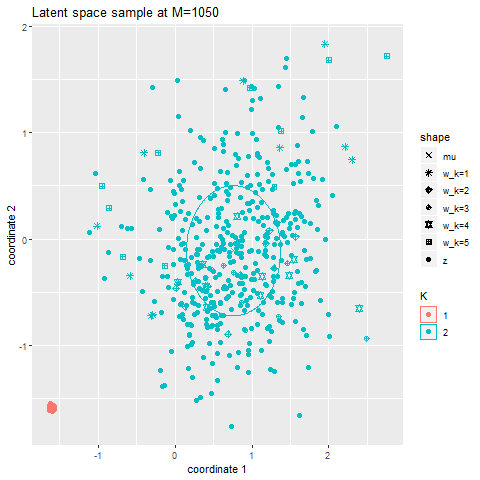 Latent space sample at M=1050
2
1
0
-1
coordinate 2
-1
0
1
2
coordinate 1
shape
mu
w_k=1
w_k=2
w_k=3
w_k=4
w_k=5
z
K
1
2